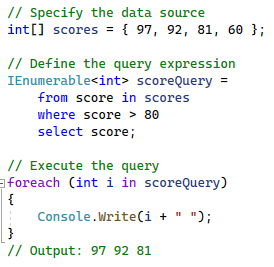 // Specify the data source
int[] scores = { 97, 92, 81, 60 };

// Define the query expression
IEnumerable<int> scoreQuery =
    from score in scores
    where score > 80
    select score;

// Execute the query
foreach (int i in scoreQuery)
{
    Console.Write(i + " ");
}
// Output: 97 92 81